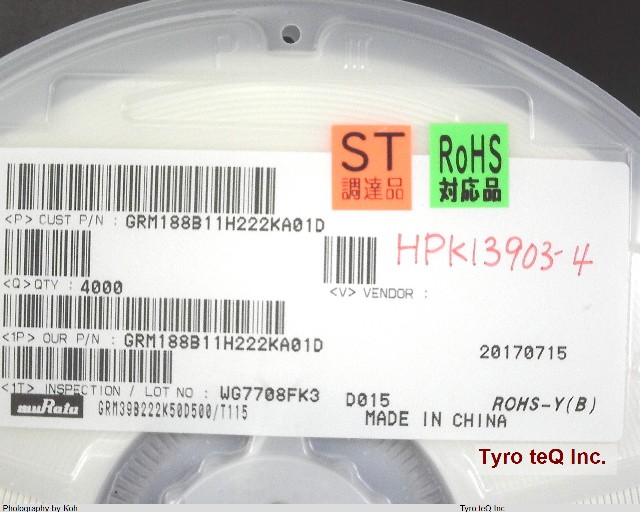 ST
調達品
RoHS
対応品
<P> CUST P/N : GRM188B11H222KA01D
HPK13903-4
<Q>QTY : 4000
<V> VENDOR :
<1P> OUR P/N : GRM188B11H222KA01D
20170715
<1T> INSPECTION / LOT NO : WG7708FK3 D015 ROHS-Y(B)
muRata GRM39B222K50D500/T115 MADE IN CHINA
Tyro teQ Inc.
Photography by Koh Tyro teQ Inc